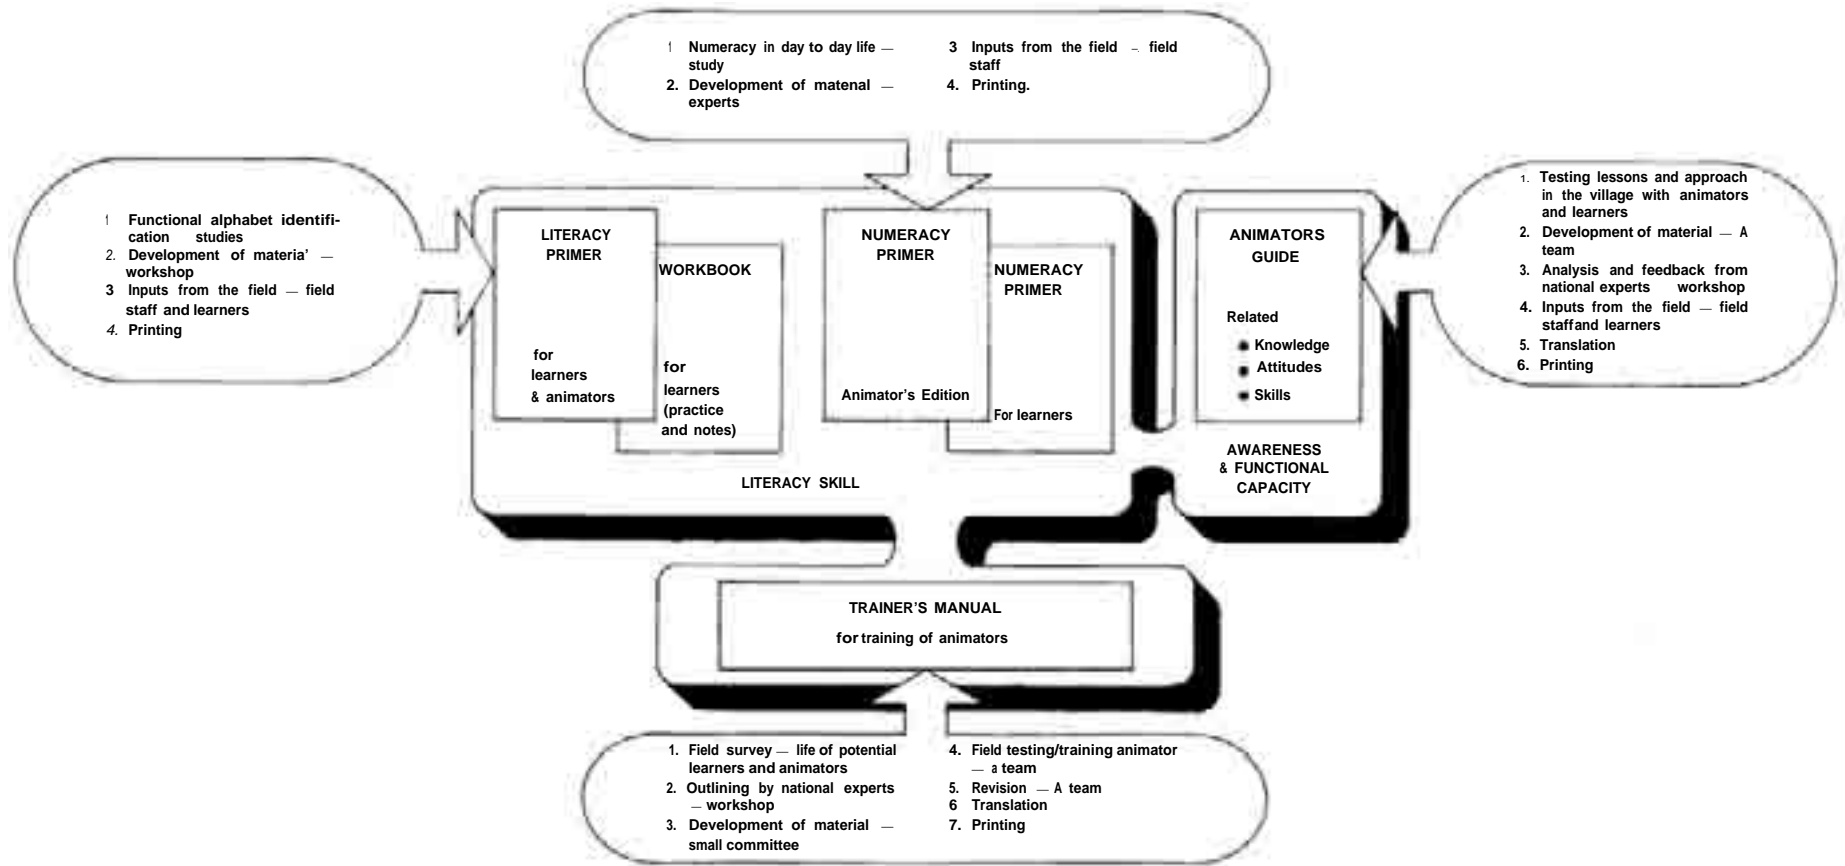 1 Numeracy in day to day life —
study
2. Development of matenal —
experts
3 Inputs from the field – field
staff
4. Printing.
1 Functional alphabet identifi-
cation studies
2. Development of materia' —
workshop
3 Inputs from the field — field
staff and learners
4. Printing
LITERACY
PRIMER
for
learners
& animators
WORKBOOK
for
learners
(practice
and notes)
NUMERACY
PRIMER
Animator's Edition
NUMERACY
PRIMER
For learners
LITERACY SKILL
ANIMATORS
GUIDE
Related
● Knowledge
● Attitudes
● Skills
AWARENESS
& FUNCTIONAL
CAPACITY
1. Testing lessons and approach
in the village with animators
and learners
2. Development of material — A
team
3. Analysis and feedback from
national experts workshop
4. Inputs from the field — field
staffand learners
5. Translation
6. Printing
TRAINER'S MANUAL
for training of animators
1. Field survey — life of potential
learners and animators
2. Outlining by national experts
— workshop
3. Development of material —
small committee
4. Field testing/training animator
— a team
5. Revision — A team
6 Translation
7. Printing